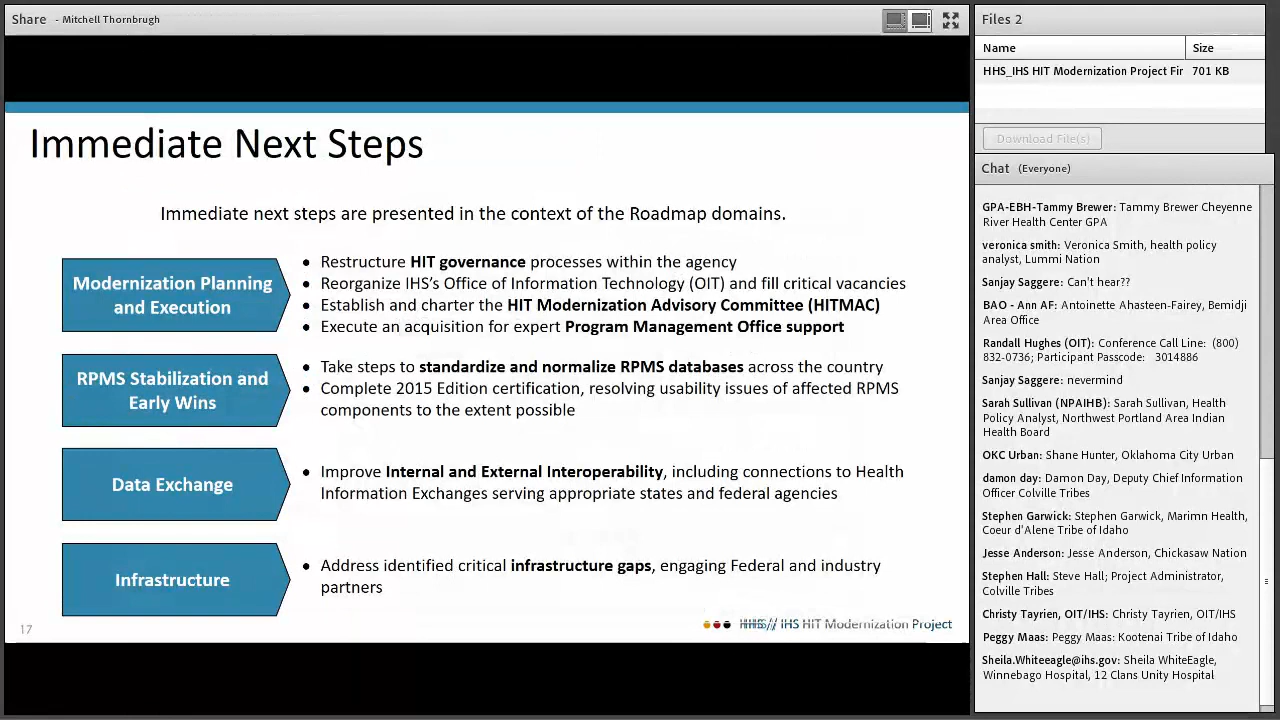 Share - Mitchell Thornbrugh
Immediate Next Steps
Immediate next steps are presented in the context of the Roadmap domains.
Modernization Planning
and Execution
• Restructure HIT governance processes within the agency
• Reorganize IHS's Office of Information Technology (OIT) and fill critical vacancies
• Establish and charter the HIT Modernization Advisory Committee (HITMAC)
• Execute an acquisition for expert Program Management Office support
RPMS Stabilization and
Early Wins
• Take steps to standardize and normalize RPMS databases across the country
• Complete 2015 Edition certification, resolving usability issues of affected RPMS
components to the extent possible
Data Exchange
• Improve Internal and External Interoperability, including connections to Health
Information Exchanges serving appropriate states and federal agencies
Infrastructure
• Address identified critical infrastructure gaps, engaging Federal and industry
partners
17
HHS // IHS HIT Modernization Project
Files 2
Name Size
HHS_IHS HIT Modernization Project Fir 701 KB
Download File(s)
Chat (Everyone)
GPA-EBH-Tammy Brewer: Tammy Brewer Cheyenne
River Health Center GPA
veronica smith: Veronica Smith, health policy
analyst, Lummi Nation
Sanjay Saggere: Can't hear??
BAO - Ann AF: Antoinette Ahasteen-Fairey, Bemidji
Area Office
Randall Hughes (OIT): Conference Call Line: (800)
832-0736; Participant Passcode: 3014886
Sanjay Saggere: nevermind
Sarah Sullivan (NPAIHB): Sarah Sullivan, Health
Policy Analyst, Northwest Portland Area Indian
Health Board
OKC Urban: Shane Hunter, Oklahoma City Urban
damon day: Damon Day, Deputy Chief Information
Officer Colville Tribes
Stephen Garwick: Stephen Garwick, Marimn Health,
Coeur d'Alene Tribe of Idaho
Jesse Anderson: Jesse Anderson, Chickasaw Nation
Stephen Hall: Steve Hall; Project Administrator,
Colville Tribes
Christy Tayrien, OIT/IHS: Christy Tayrien, OIT/IHS
Peggy Maas: Peggy Maas: Kootenai Tribe of Idaho
Sheila.Whiteeagle@ihs.gov: Sheila WhiteEagle,
Winnebago Hospital, 12 Clans Unity Hospital